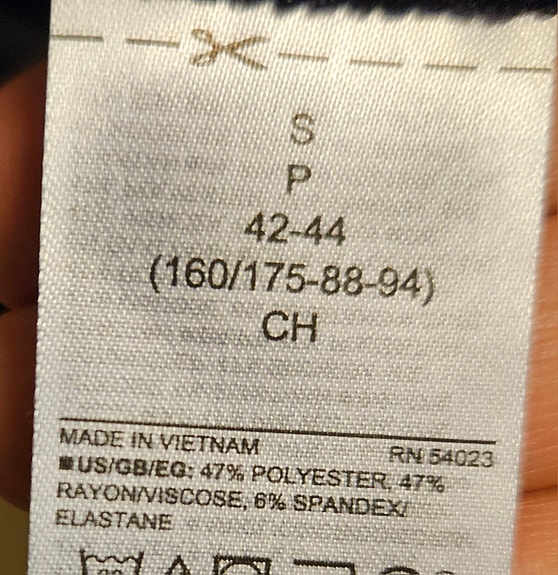 S
P
42-44
(160/175-88-94)
CH
MADE IN VIETNAM RN 54023
US/GB/EG: 47% POLYESTER, 47%
RAYON/VISCOSE, 6% SPANDEX/
ELASTANE